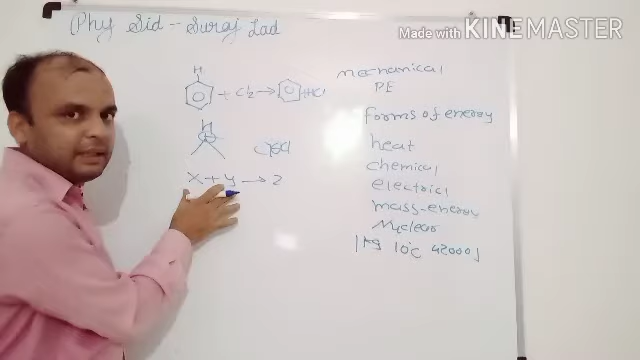 Phy Sid - Suraj Lad
Made with KINEMASTER
H
+ Cl2 → + HCl
H
X + y → z
mechanical
PE
forms of energy
heat
chemical
electrical
mass-energy
Nuclear
1kg 10°C 42000J